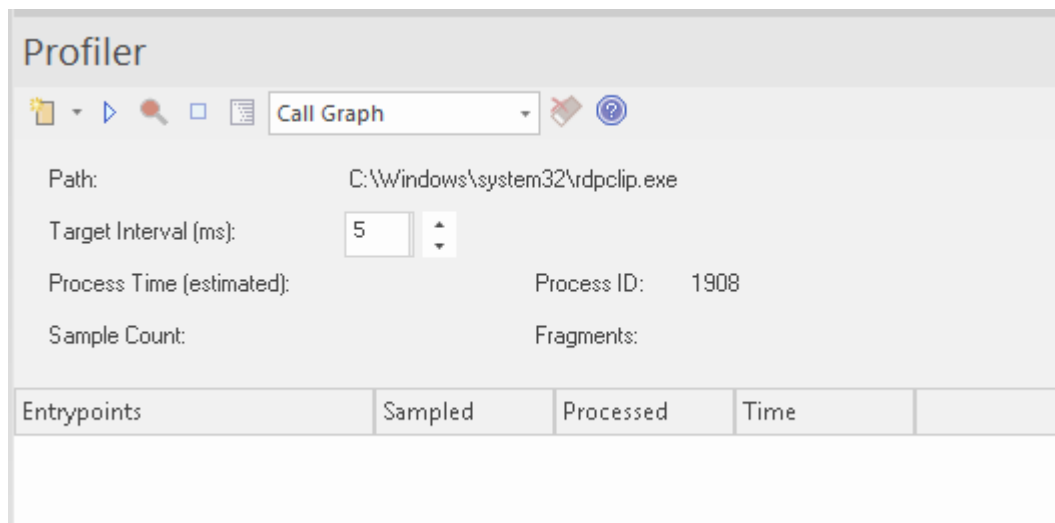 Profiler
Call Graph
Path: C:\Windows\system32\rdpclip.exe
Target Interval (ms): 5
Process Time (estimated): Process ID: 1908
Sample Count: Fragments:
Entrypoints Sampled Processed Time